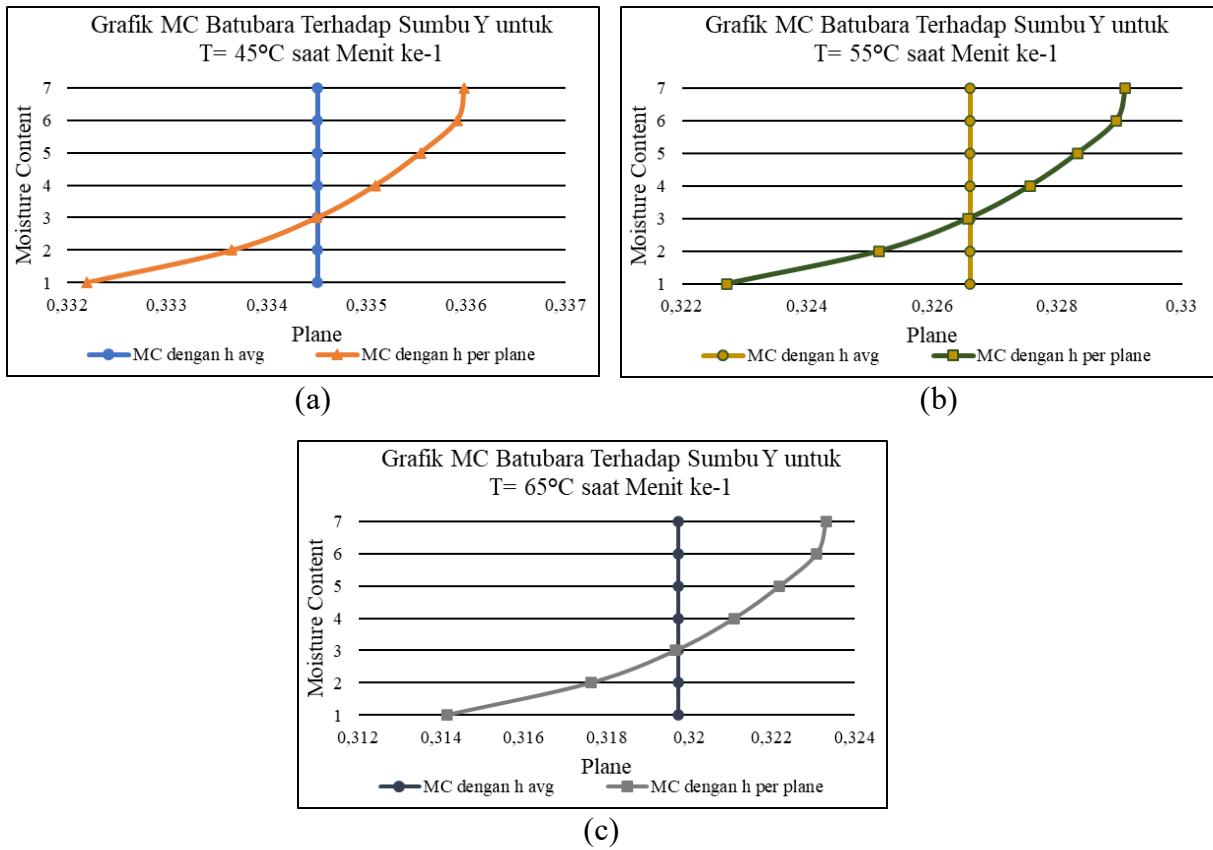 Grafik MC Batubara Terhadap Sumbu Y untuk
T= 45°C saat Menit ke-1
Moisture Content
7
6
5
4
3
2
1
0,332 0,333 0,334 0,335 0,336 0,337
Plane
MC dengan h avg MC dengan h per plane
(a)
Grafik MC Batubara Terhadap Sumbu Y untuk
T= 55°C saat Menit ke-1
Moisture Content
7
6
5
4
3
2
1
0,322 0,324 0,326 0,328 0,33
Plane
MC dengan h avg MC dengan h per plane
(b)
Grafik MC Batubara Terhadap Sumbu Y untuk
T= 65°C saat Menit ke-1
Moisture Content
7
6
5
4
3
2
1
0,312 0,314 0,316 0,318 0,32 0,322 0,324
Plane
MC dengan h avg MC dengan h per plane
(c)